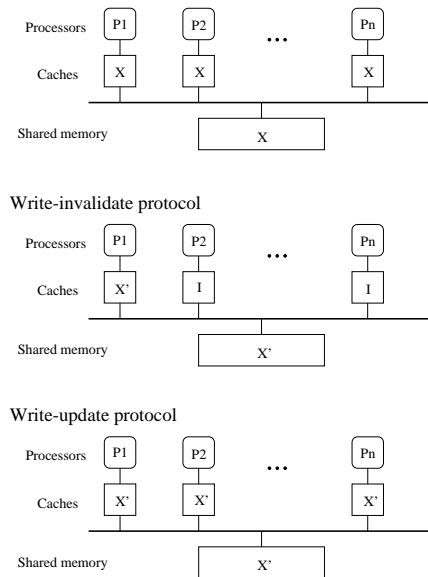 Processors P1 P2 ... Pn
Caches X X X
Shared memory X
Write-invalidate protocol
Processors P1 P2 ... Pn
Caches X' I I
Shared memory X'
Write-update protocol
Processors P1 P2 ... Pn
Caches X' X' X'
Shared memory X'